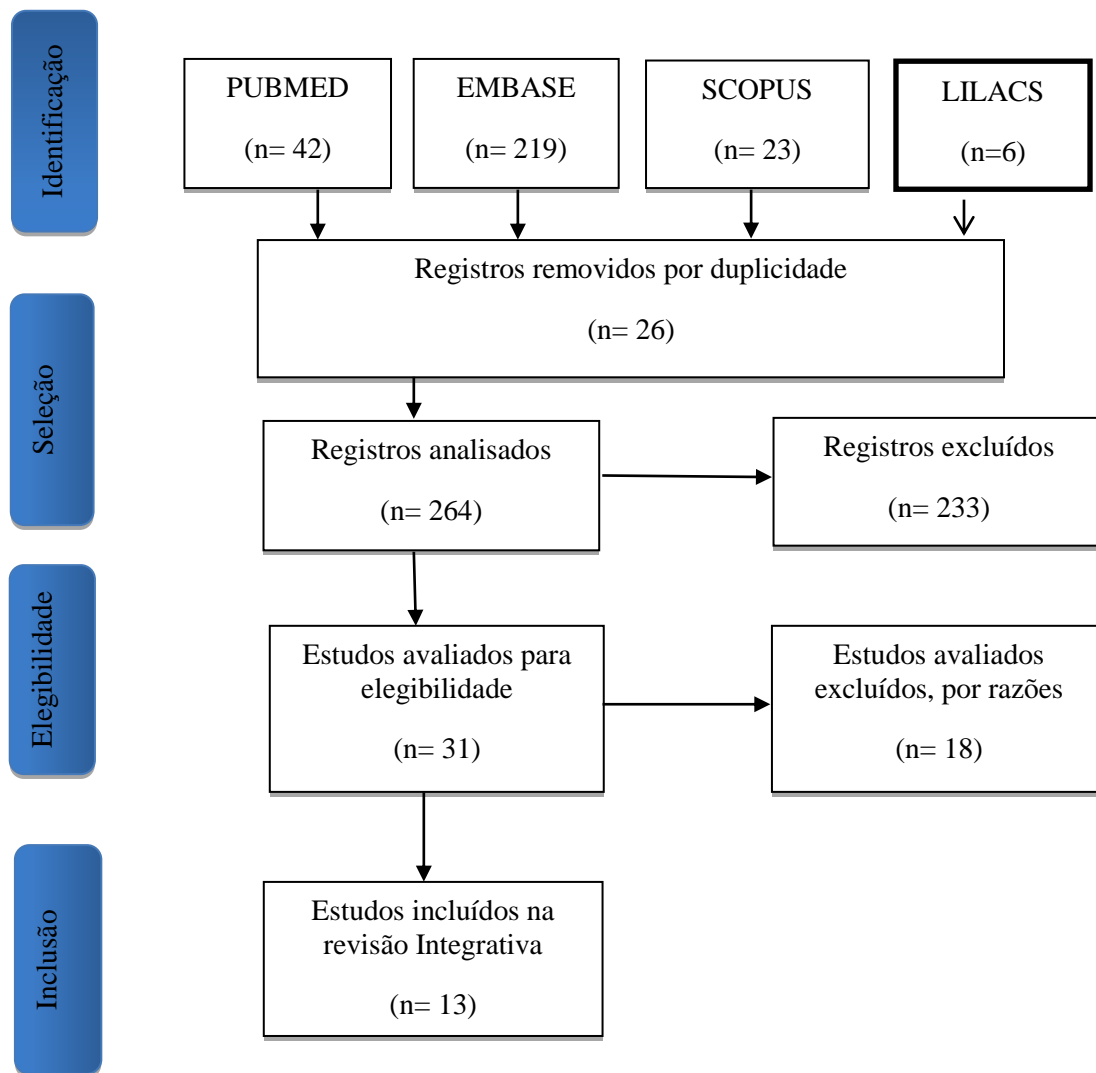 Identificação
PUBMED
(n= 42)
EMBASE
(n= 219)
SCOPUS
(n= 23)
LILACS
(n=6)
Registros removidos por duplicidade
(n= 26)
Seleção
Registros analisados
(n= 264)
Registros excluídos
(n= 233)
Elegibilidade
Estudos avaliados para
elegibilidade
(n= 31)
Estudos avaliados
excluídos, por razões
(n= 18)
Inclusão
Estudos incluídos na
revisão Integrativa
(n= 13)